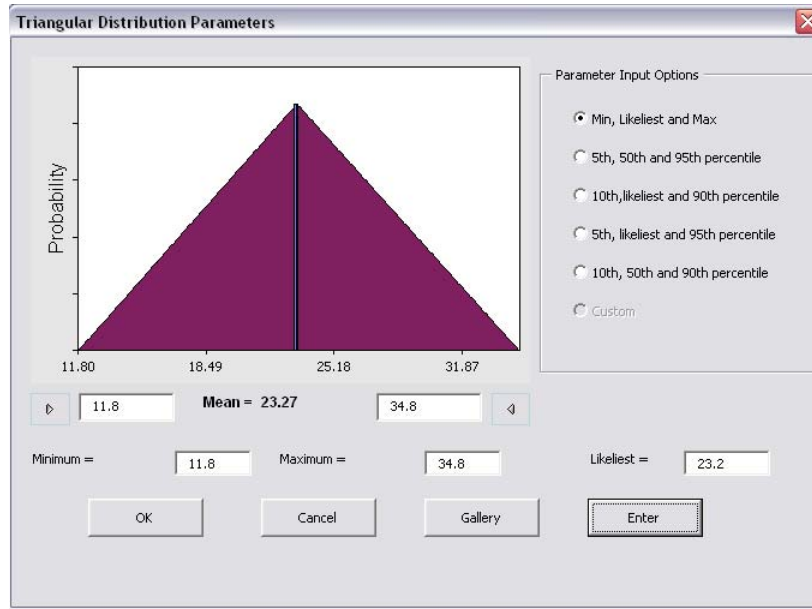 Triangular Distribution Parameters
Probability
11.80 18.49 25.18 31.87
11.8 Mean = 23.27 34.8
Parameter Input Options
Min, Likeliest and Max
5th, 50th and 95th percentile
10th,likeliest and 90th percentile
5th, likeliest and 95th percentile
10th, 50th and 90th percentile
Custom
Minimum = 11.8 Maximum = 34.8 Likeliest = 23.2
OK Cancel Gallery Enter